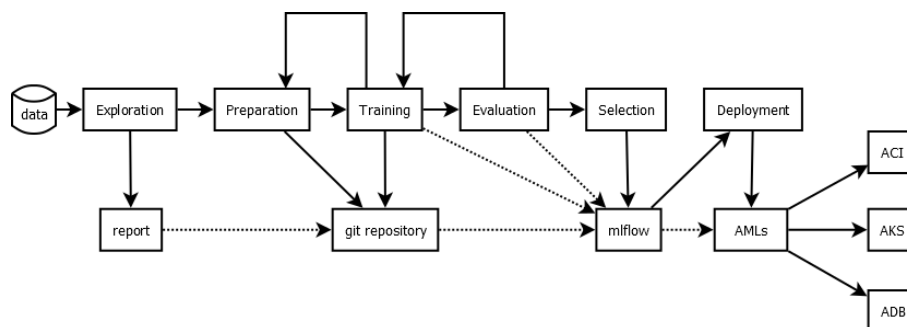 data
Exploration
Preparation
Training
Evaluation
Selection
Deployment
ACI
report
git repository
mlflow
AMLs
AKS
ADB